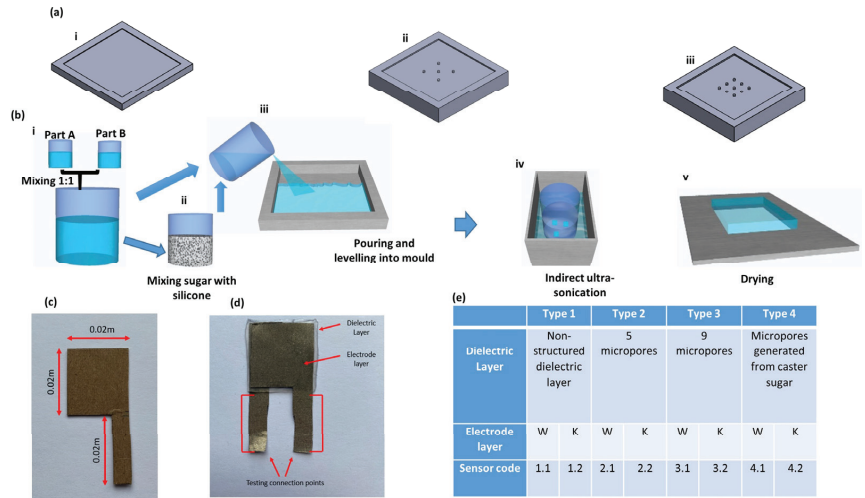 (a)
i
ii
iii
(b)
i
Part A
Part B
Mixing 1:1
ii
Mixing sugar with
silicone
iii
Pouring and
levelling into mould
iv
Indirect ultra-
sonication
v
Drying
(c)
0.02m
0.02m
0.02m
(d)
Dielectric
Layer
Electrode
layer
Testing connection points
(e)
Type 1 Type 2 Type 3 Type 4
Dielectric
Layer
Non-
structured
dielectric
layer
5
micropores
9
micropores
Micropores
generated
from caster
sugar
Electrode
layer
W K W K W K W K
Sensor code 1.1 1.2 2.1 2.2 3.1 3.2 4.1 4.2